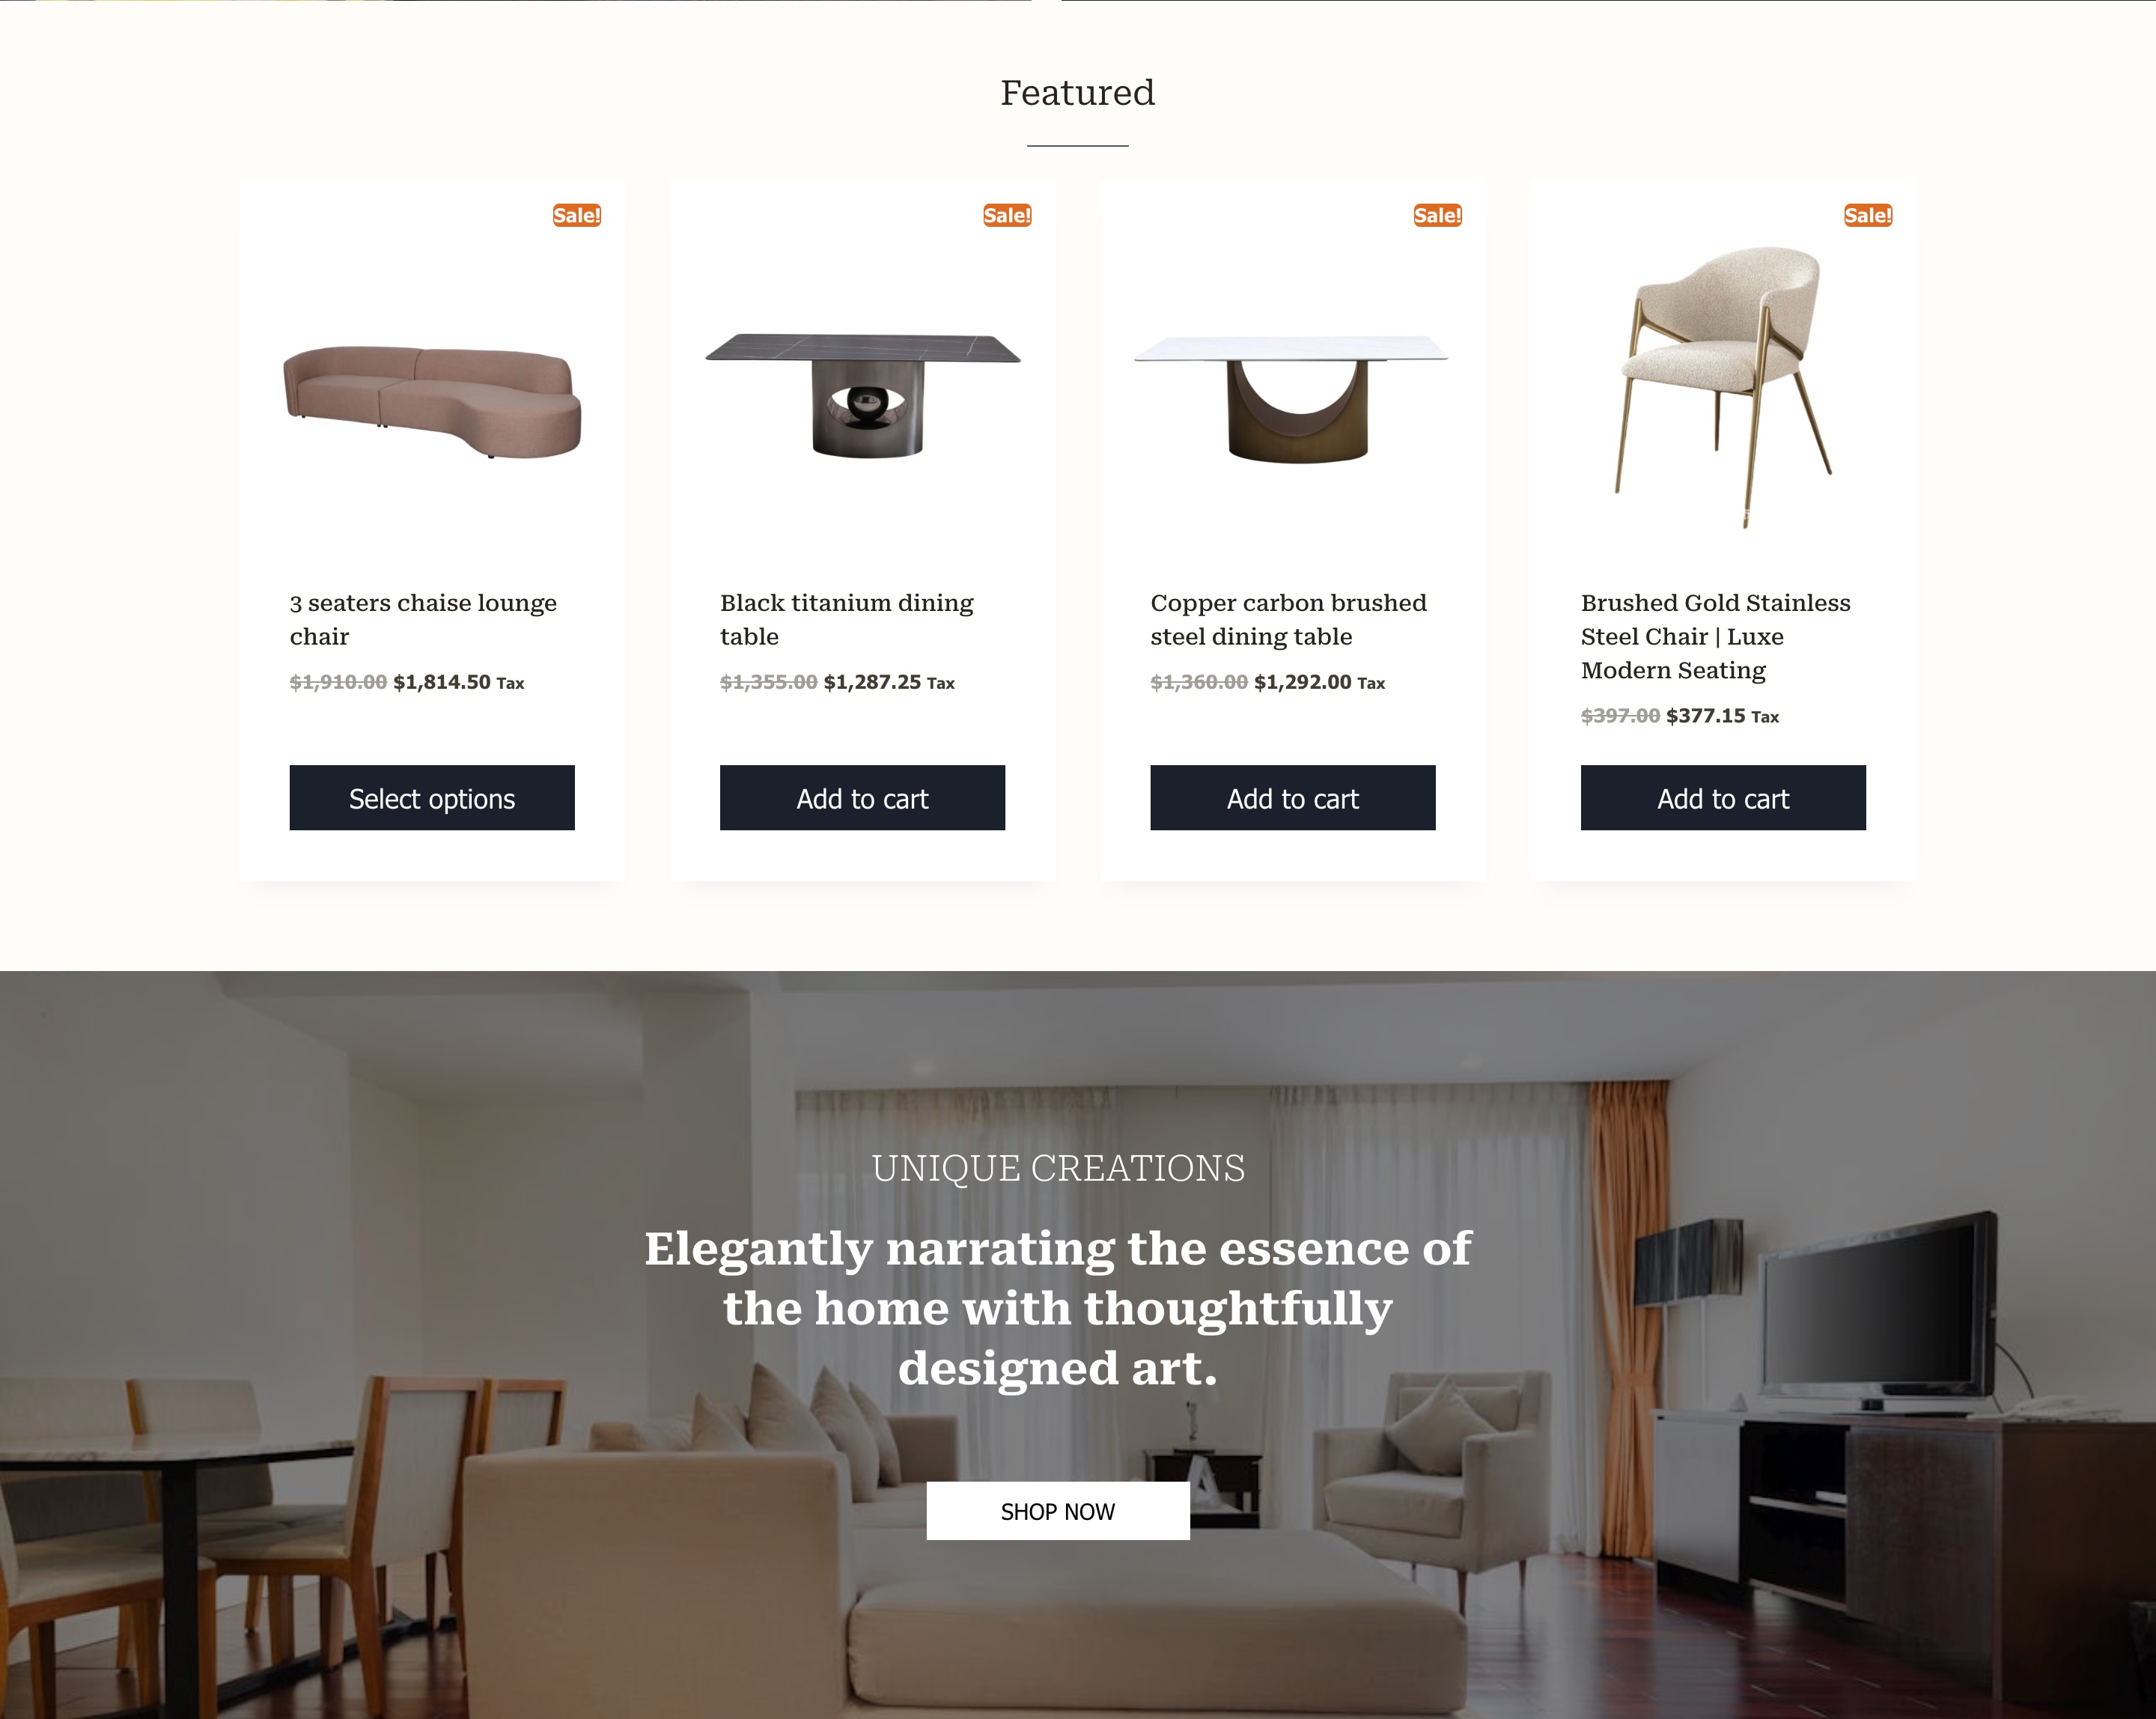 Featured
Sale!
3 seaters chaise lounge
chair
$1,910.00 $1,814.50 Tax
Select options
Sale!
Black titanium dining
table
$1,355.00 $1,287.25 Tax
Add to cart
Sale!
Copper carbon brushed
steel dining table
$1,360.00 $1,292.00 Tax
Add to cart
Sale!
Brushed Gold Stainless
Steel Chair | Luxe
Modern Seating
$397.00 $377.15 Tax
Add to cart
UNIQUE CREATIONS
Elegantly narrating the essence of
the home with thoughtfully
designed art.
SHOP NOW